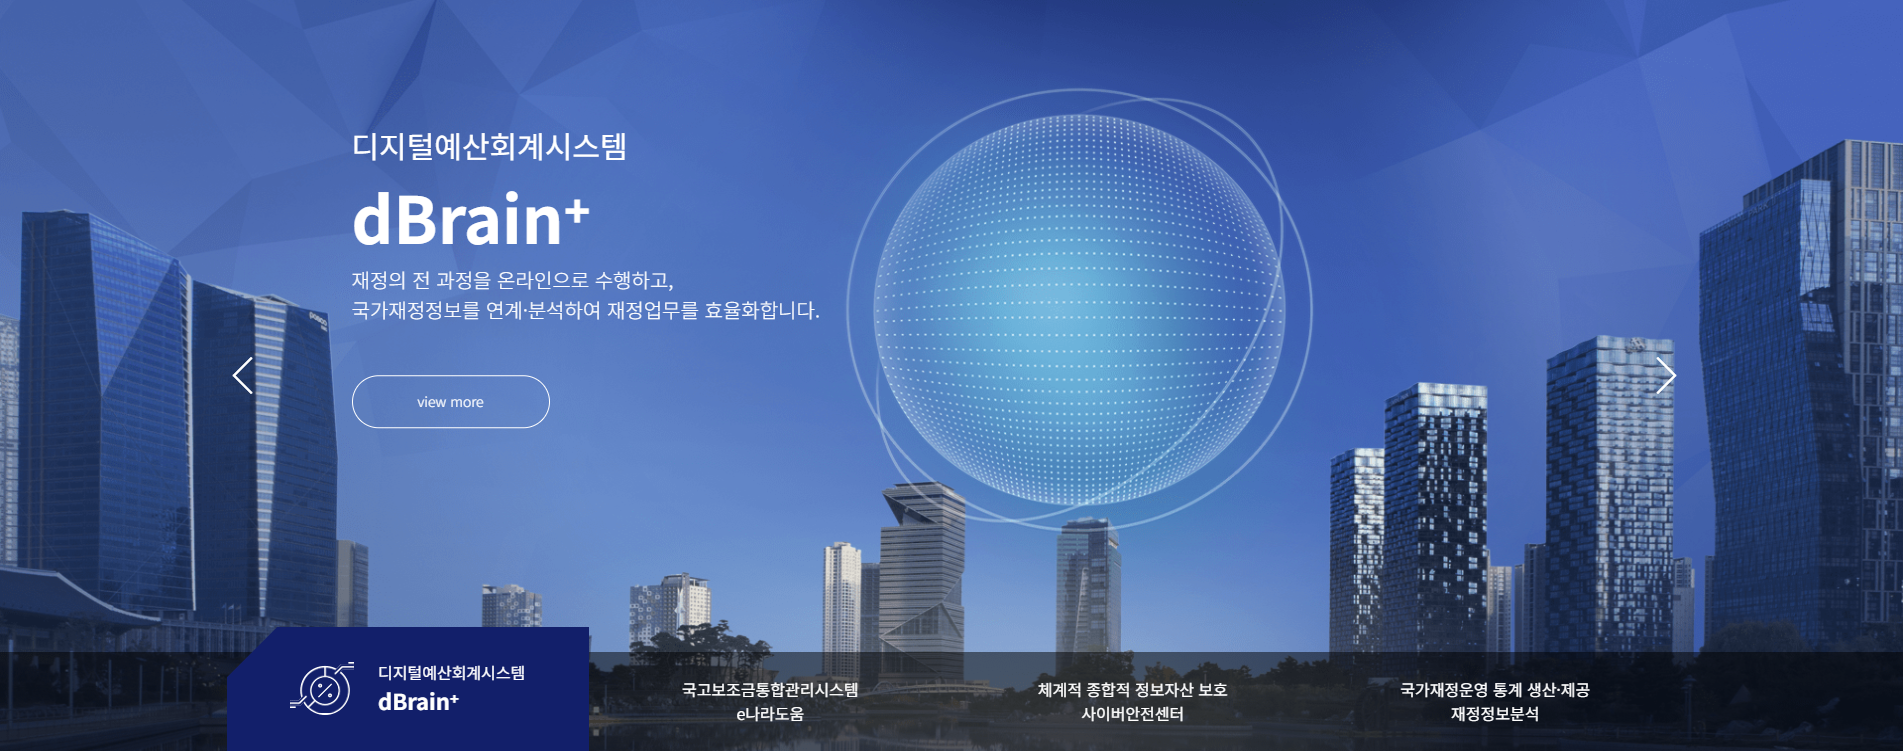 디지털예산회계시스템
dBrain⁺
재정의 전 과정을 온라인으로 수행하고,
국가재정정보를 연계·분석하여 재정업무를 효율화합니다.
view more
디지털예산회계시스템
dBrain⁺
국고보조금통합관리시스템
e나라도움
체계적 종합적 정보자산 보호
사이버안전센터
국가재정운영 통계 생산·제공
재정정보분석